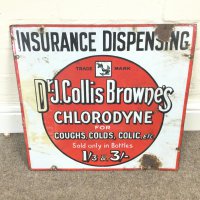 INSURANCE DISPENSING
TRADE MARK
Dr J. Collis Browne's
CHLORODYNE
FOR
COUGHS, COLDS, COLIC, etc.
Sold only in Bottles
1/3 & 3/-